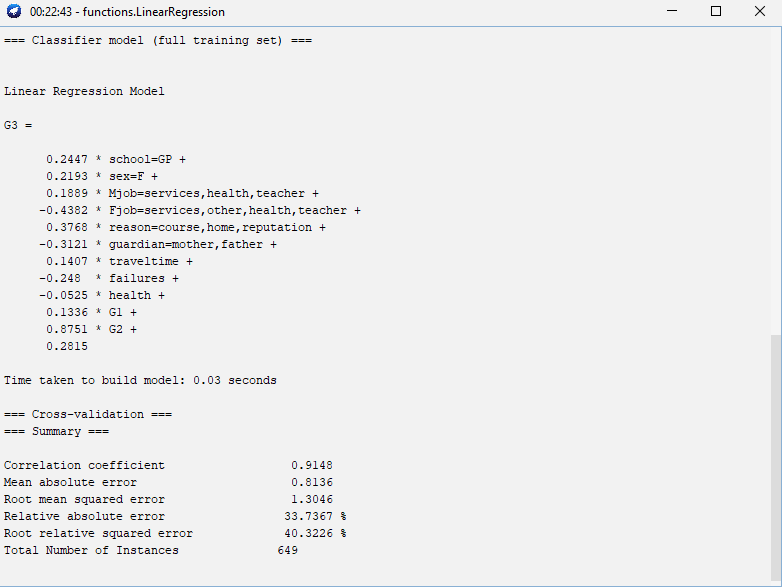 00:22:43 - functions.LinearRegression
=== Classifier model (full training set) ===
Linear Regression Model
G3 =
0.2447 * school=GP +
0.2193 * sex=F +
0.1889 * Mjob=services,health,teacher +
-0.4382 * Fjob=services,other,health,teacher +
0.3768 * reason=course,home,reputation +
-0.3121 * guardian=mother,father +
0.1407 * traveltime +
-0.248  * failures +
-0.0525 * health +
0.1336 * G1 +
0.8751 * G2 +
0.2815
Time taken to build model: 0.03 seconds
=== Cross-validation ===
=== Summary ===
Correlation coefficient 0.9148
Mean absolute error 0.8136
Root mean squared error 1.3046
Relative absolute error 33.7367 %
Root relative squared error 40.3226 %
Total Number of Instances 649